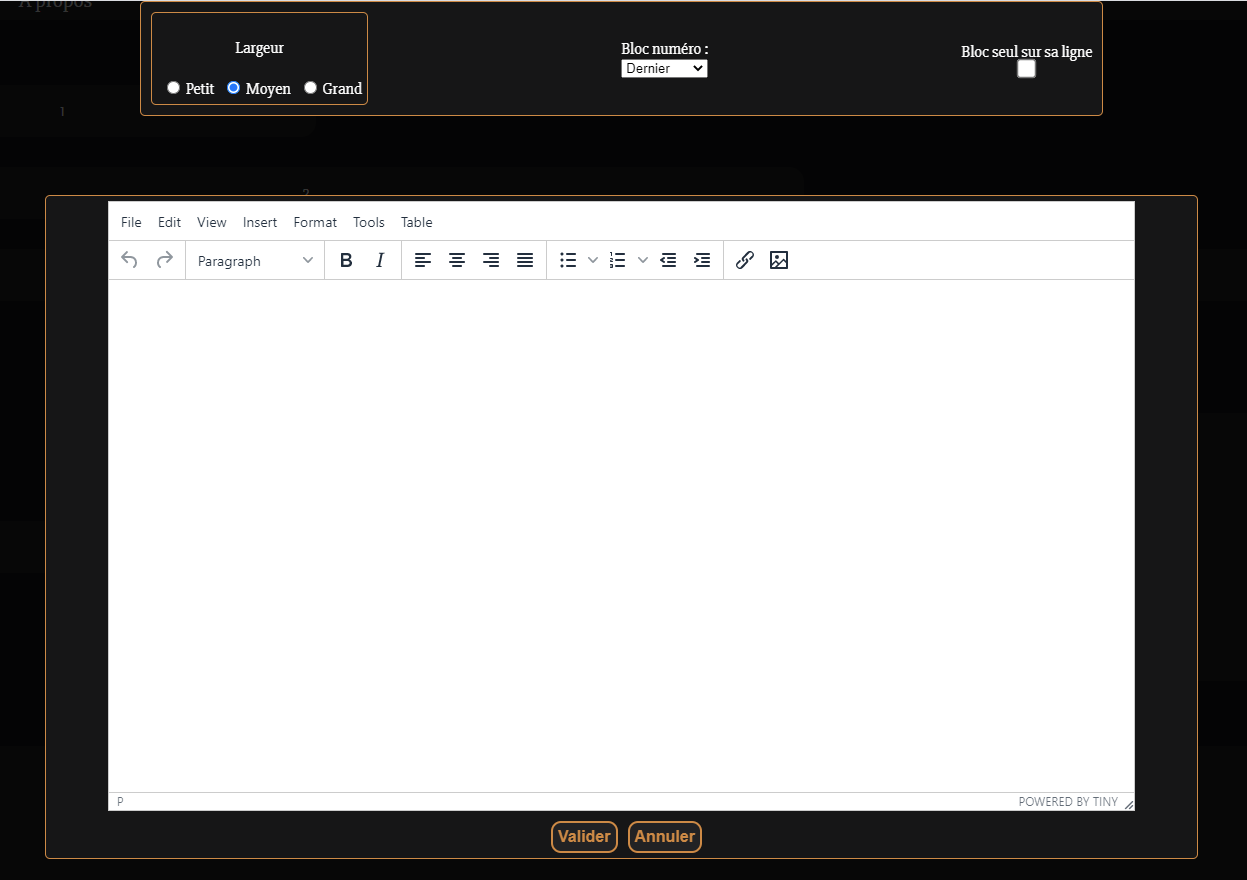 A propos
Largeur
Petit Moyen Grand
Bloc numéro :
Dernier
Bloc seul sur sa ligne
1
2
File Edit View Insert Format Tools Table
Paragraph B I
P POWERED BY TINY
Valider Annuler